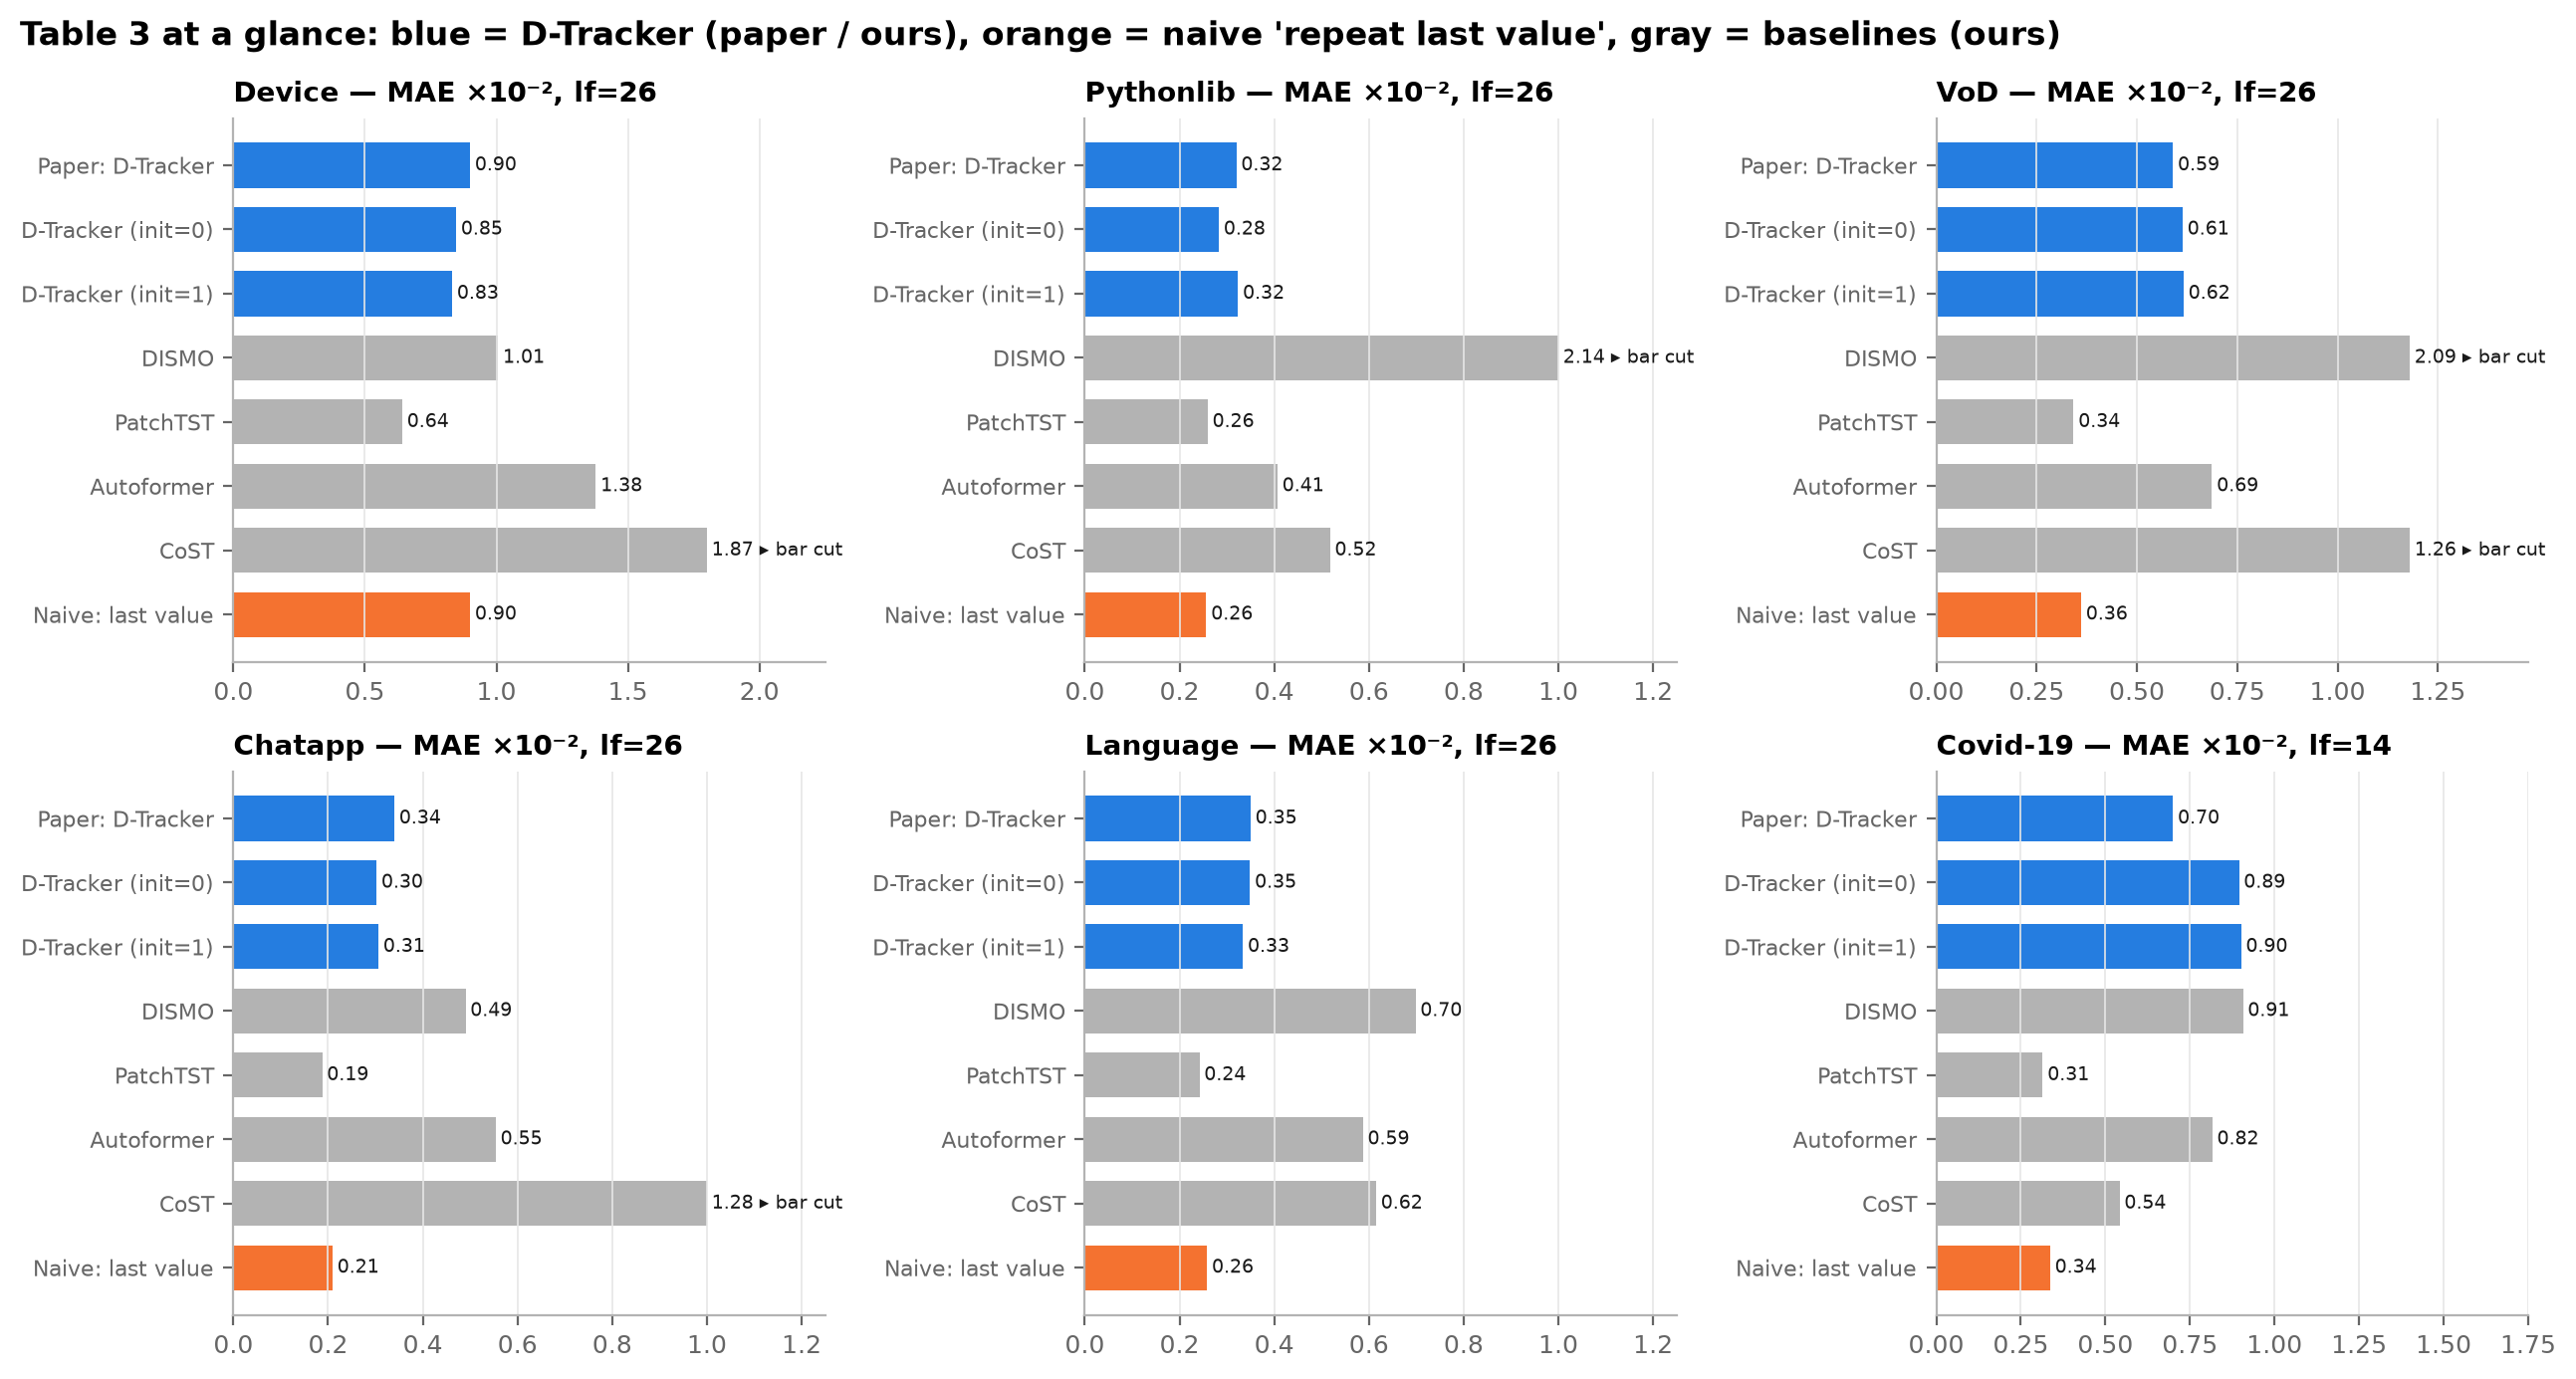 Table 3 at a glance: blue = D-Tracker (paper / ours), orange = naive 'repeat last value', gray = baselines (ours)
Device — MAE ×10⁻², lf=26
Paper: D-Tracker 0.90
D-Tracker (init=0) 0.85
D-Tracker (init=1) 0.83
DISMO 1.01
PatchTST 0.64
Autoformer 1.38
CoST 1.87 ▸ bar cut
Naive: last value 0.90
0.0 0.5 1.0 1.5 2.0
Pythonlib — MAE ×10⁻², lf=26
Paper: D-Tracker 0.32
D-Tracker (init=0) 0.28
D-Tracker (init=1) 0.32
DISMO 2.14 ▸ bar cut
PatchTST 0.26
Autoformer 0.41
CoST 0.52
Naive: last value 0.26
0.0 0.2 0.4 0.6 0.8 1.0 1.2
VoD — MAE ×10⁻², lf=26
Paper: D-Tracker 0.59
D-Tracker (init=0) 0.61
D-Tracker (init=1) 0.62
DISMO 2.09 ▸ bar cut
PatchTST 0.34
Autoformer 0.69
CoST 1.26 ▸ bar cut
Naive: last value 0.36
0.00 0.25 0.50 0.75 1.00 1.25
Chatapp — MAE ×10⁻², lf=26
Paper: D-Tracker 0.34
D-Tracker (init=0) 0.30
D-Tracker (init=1) 0.31
DISMO 0.49
PatchTST 0.19
Autoformer 0.55
CoST 1.28 ▸ bar cut
Naive: last value 0.21
0.0 0.2 0.4 0.6 0.8 1.0 1.2
Language — MAE ×10⁻², lf=26
Paper: D-Tracker 0.35
D-Tracker (init=0) 0.35
D-Tracker (init=1) 0.33
DISMO 0.70
PatchTST 0.24
Autoformer 0.59
CoST 0.62
Naive: last value 0.26
0.0 0.2 0.4 0.6 0.8 1.0 1.2
Covid-19 — MAE ×10⁻², lf=14
Paper: D-Tracker 0.70
D-Tracker (init=0) 0.89
D-Tracker (init=1) 0.90
DISMO 0.91
PatchTST 0.31
Autoformer 0.82
CoST 0.54
Naive: last value 0.34
0.00 0.25 0.50 0.75 1.00 1.25 1.50 1.75